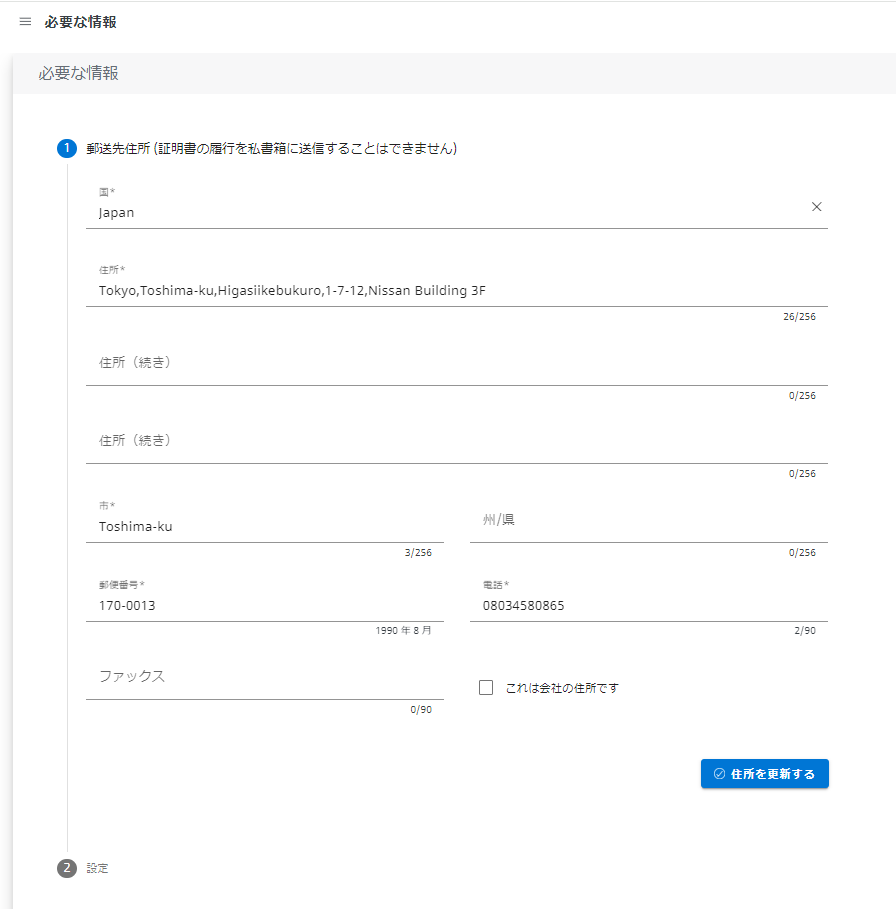 必要な情報
必要な情報
1 郵送先住所 (証明書の履行を私書箱に送信することはできません)
国*
Japan
住所*
Tokyo,Toshima-ku,Higasiikebukuro,1-7-12,Nissan Building 3F
26/256
住所（続き）
0/256
住所（続き）
0/256
市*
Toshima-ku
3/256
州/県
0/256
郵便番号*
170-0013
1990 年 8 月
電話*
08034580865
2/90
ファックス
0/90
これは会社の住所です
住所を更新する
2 設定